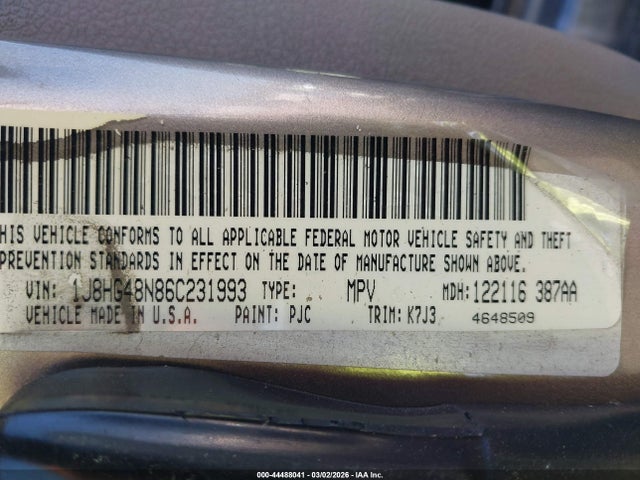 THIS VEHICLE CONFORMS TO ALL APPLICABLE FEDERAL MOTOR VEHICLE SAFETY AND THEFT
PREVENTION STANDARDS IN EFFECT ON THE DATE OF MANUFACTURE SHOWN ABOVE.
VIN: 1J8HG48N86C231993 TYPE: MPV MDH: 122116 387AA
VEHICLE MADE IN U.S.A. PAINT: PJC TRIM: K7J3 4648509
000-44488041 | 03/02/2026 | IAA Inc.